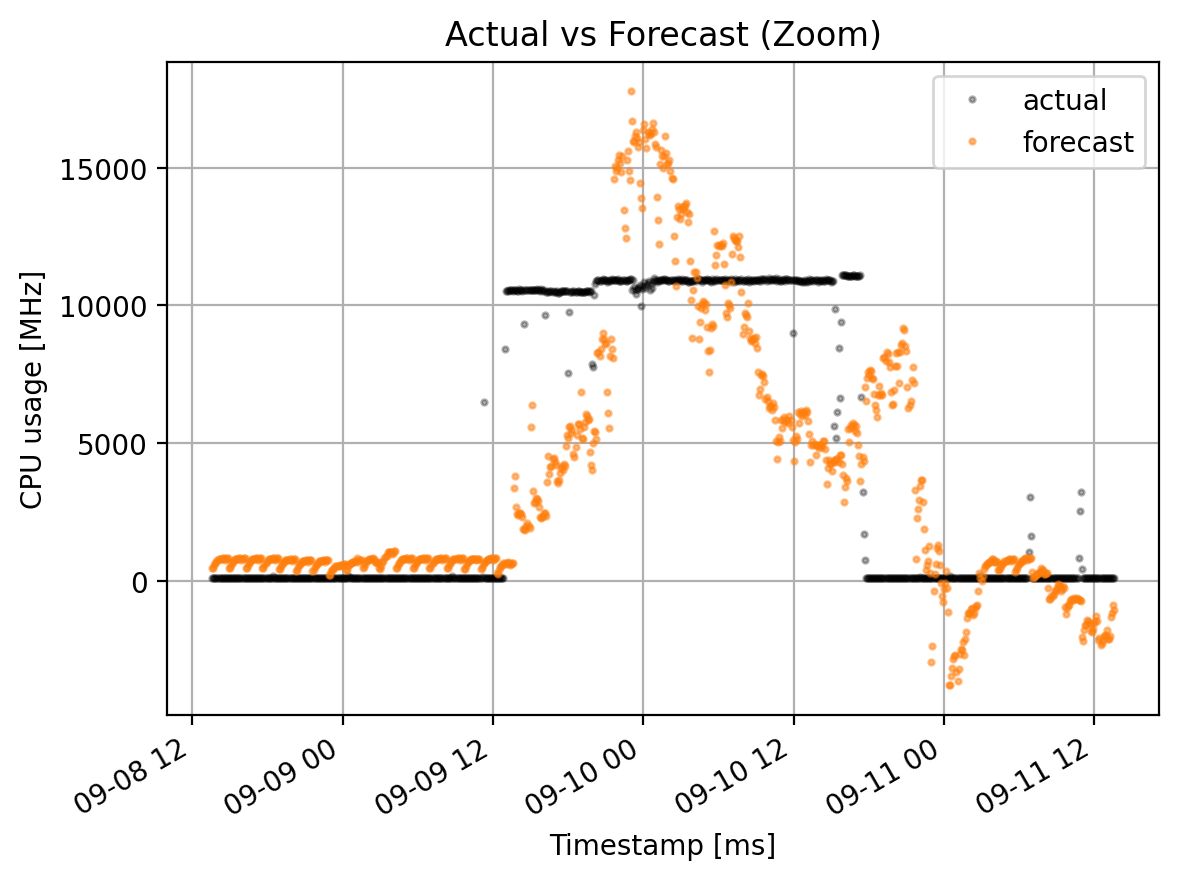 Actual vs Forecast (Zoom)
actual
forecast
15000
10000
5000
0
CPU usage [MHz]
09-08 12
09-09 00
09-09 12
09-10 00
09-10 12
09-11 00
09-11 12
Timestamp [ms]